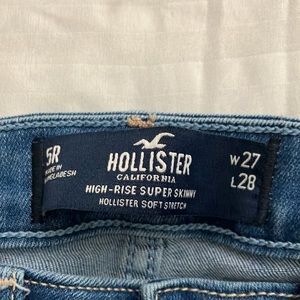 5R
MADE IN
BANGLADESH
HOLLISTER
CALIFORNIA
HIGH-RISE SUPER SKINNY
HOLLISTER SOFT STRETCH
W27
L28